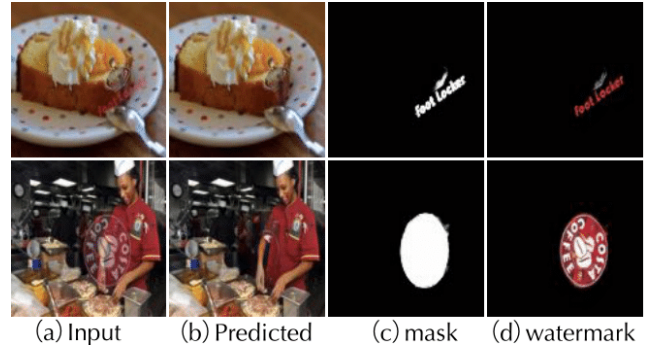 Foot Locker
Foot Locker
Foot Locker
COSTA
COFFEE
COSTA
COFFEE
(a) Input
(b) Predicted
(c) mask
(d) watermark